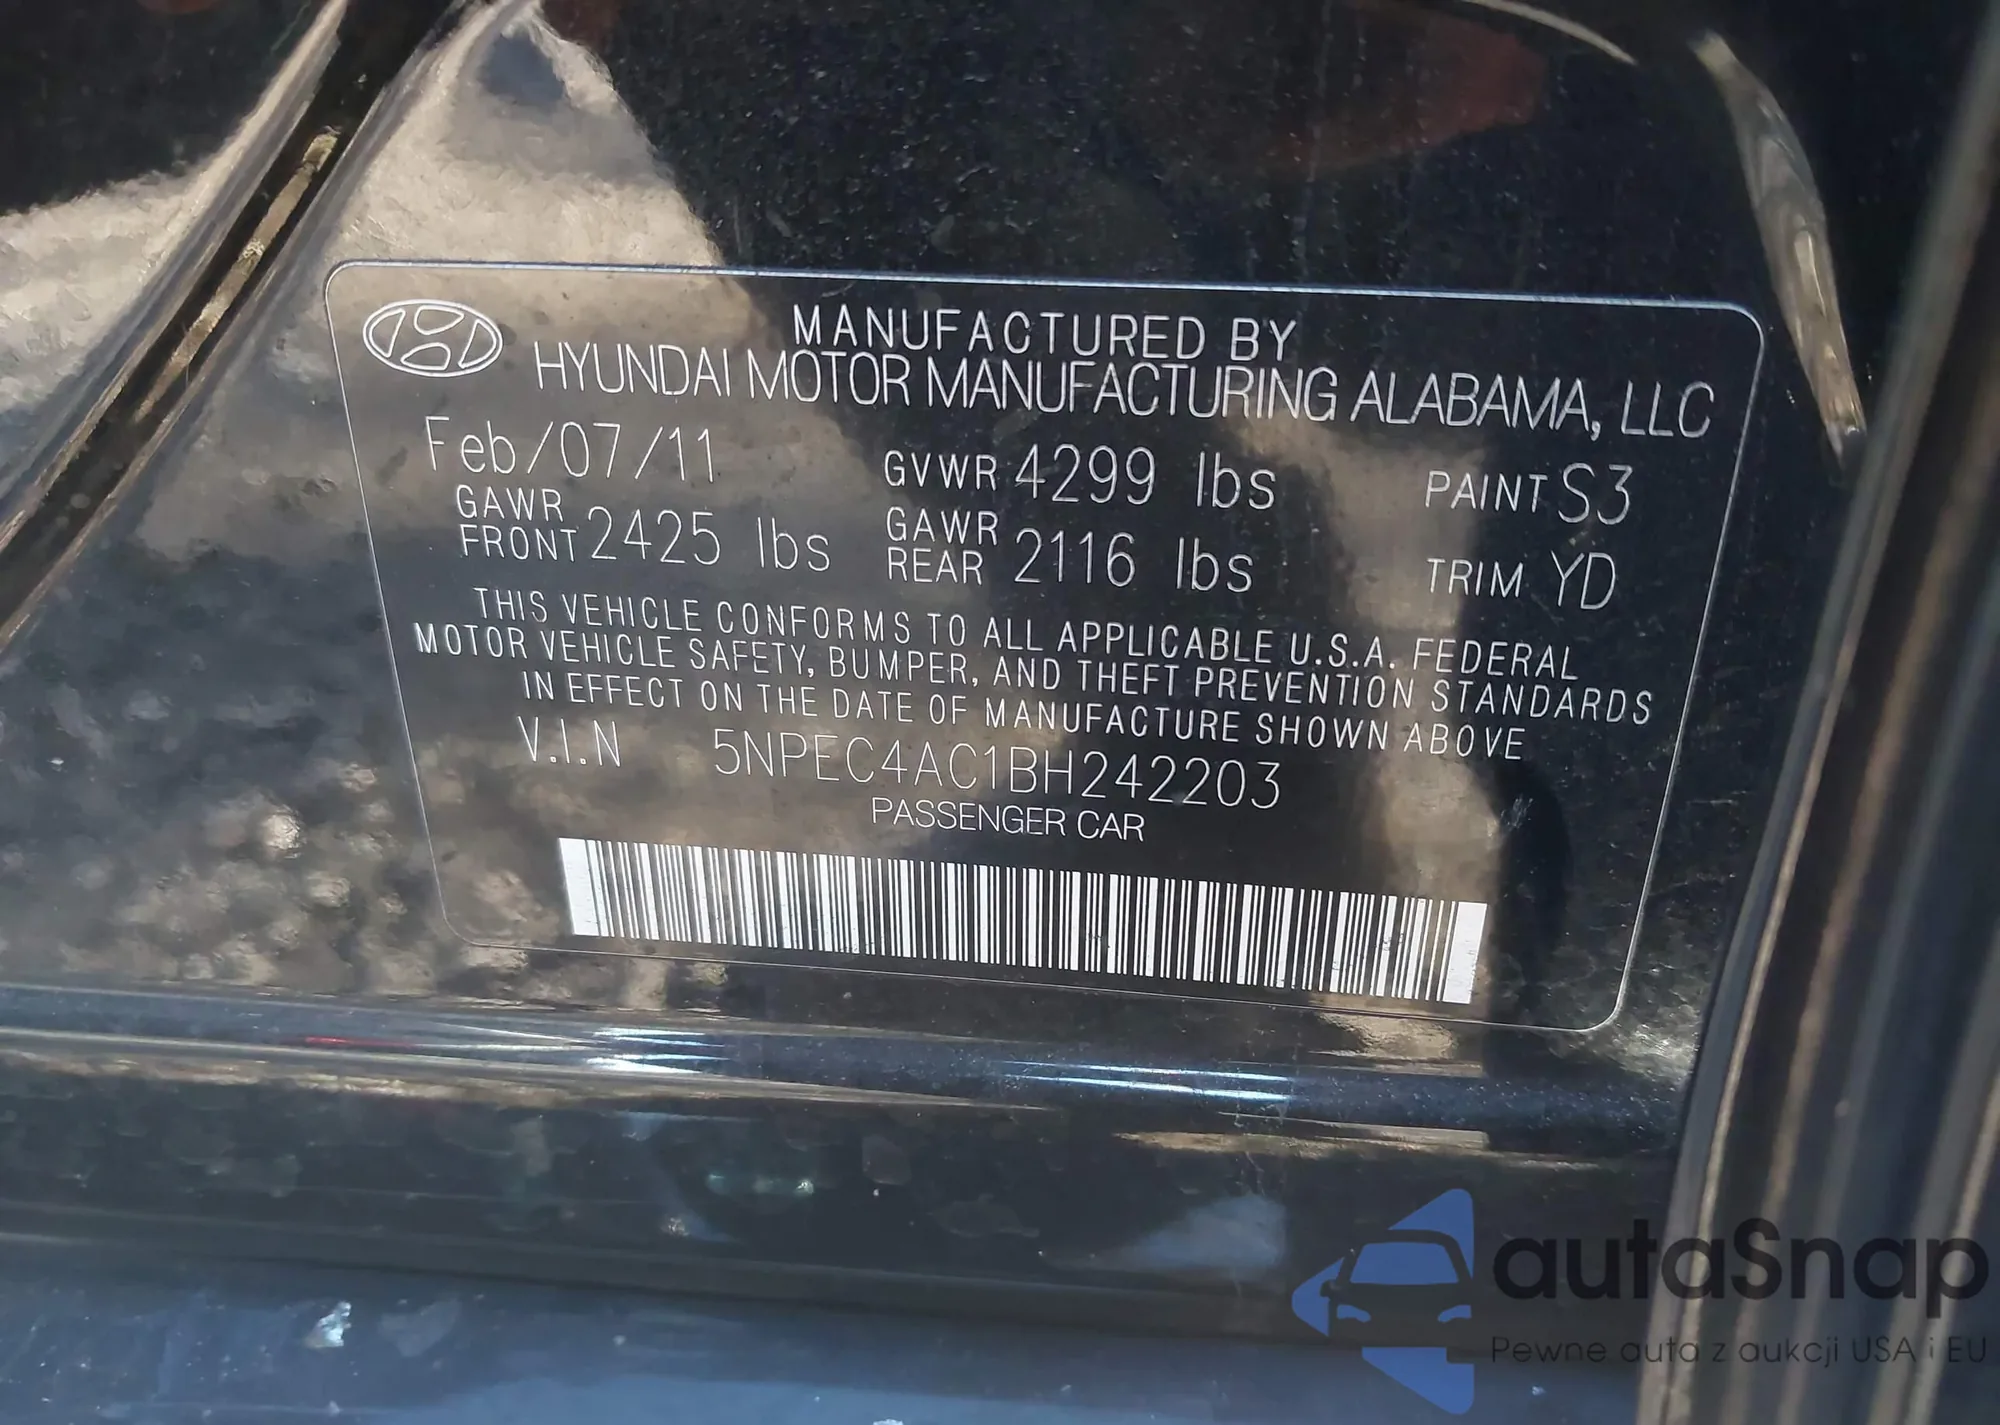 MANUFACTURED BY
HYUNDAI MOTOR MANUFACTURING ALABAMA, LLC
Feb/07/11 GVWR 4299 lbs PAINT S3
GAWR FRONT 2425 lbs GAWR REAR 2116 lbs TRIM YD
THIS VEHICLE CONFORMS TO ALL APPLICABLE U.S.A. FEDERAL
MOTOR VEHICLE SAFETY, BUMPER, AND THEFT PREVENTION STANDARDS
IN EFFECT ON THE DATE OF MANUFACTURE SHOWN ABOVE
V.I.N 5NPEC4AC1BH242203
PASSENGER CAR
autaSnap
Pewne auta z aukcji USA i EU